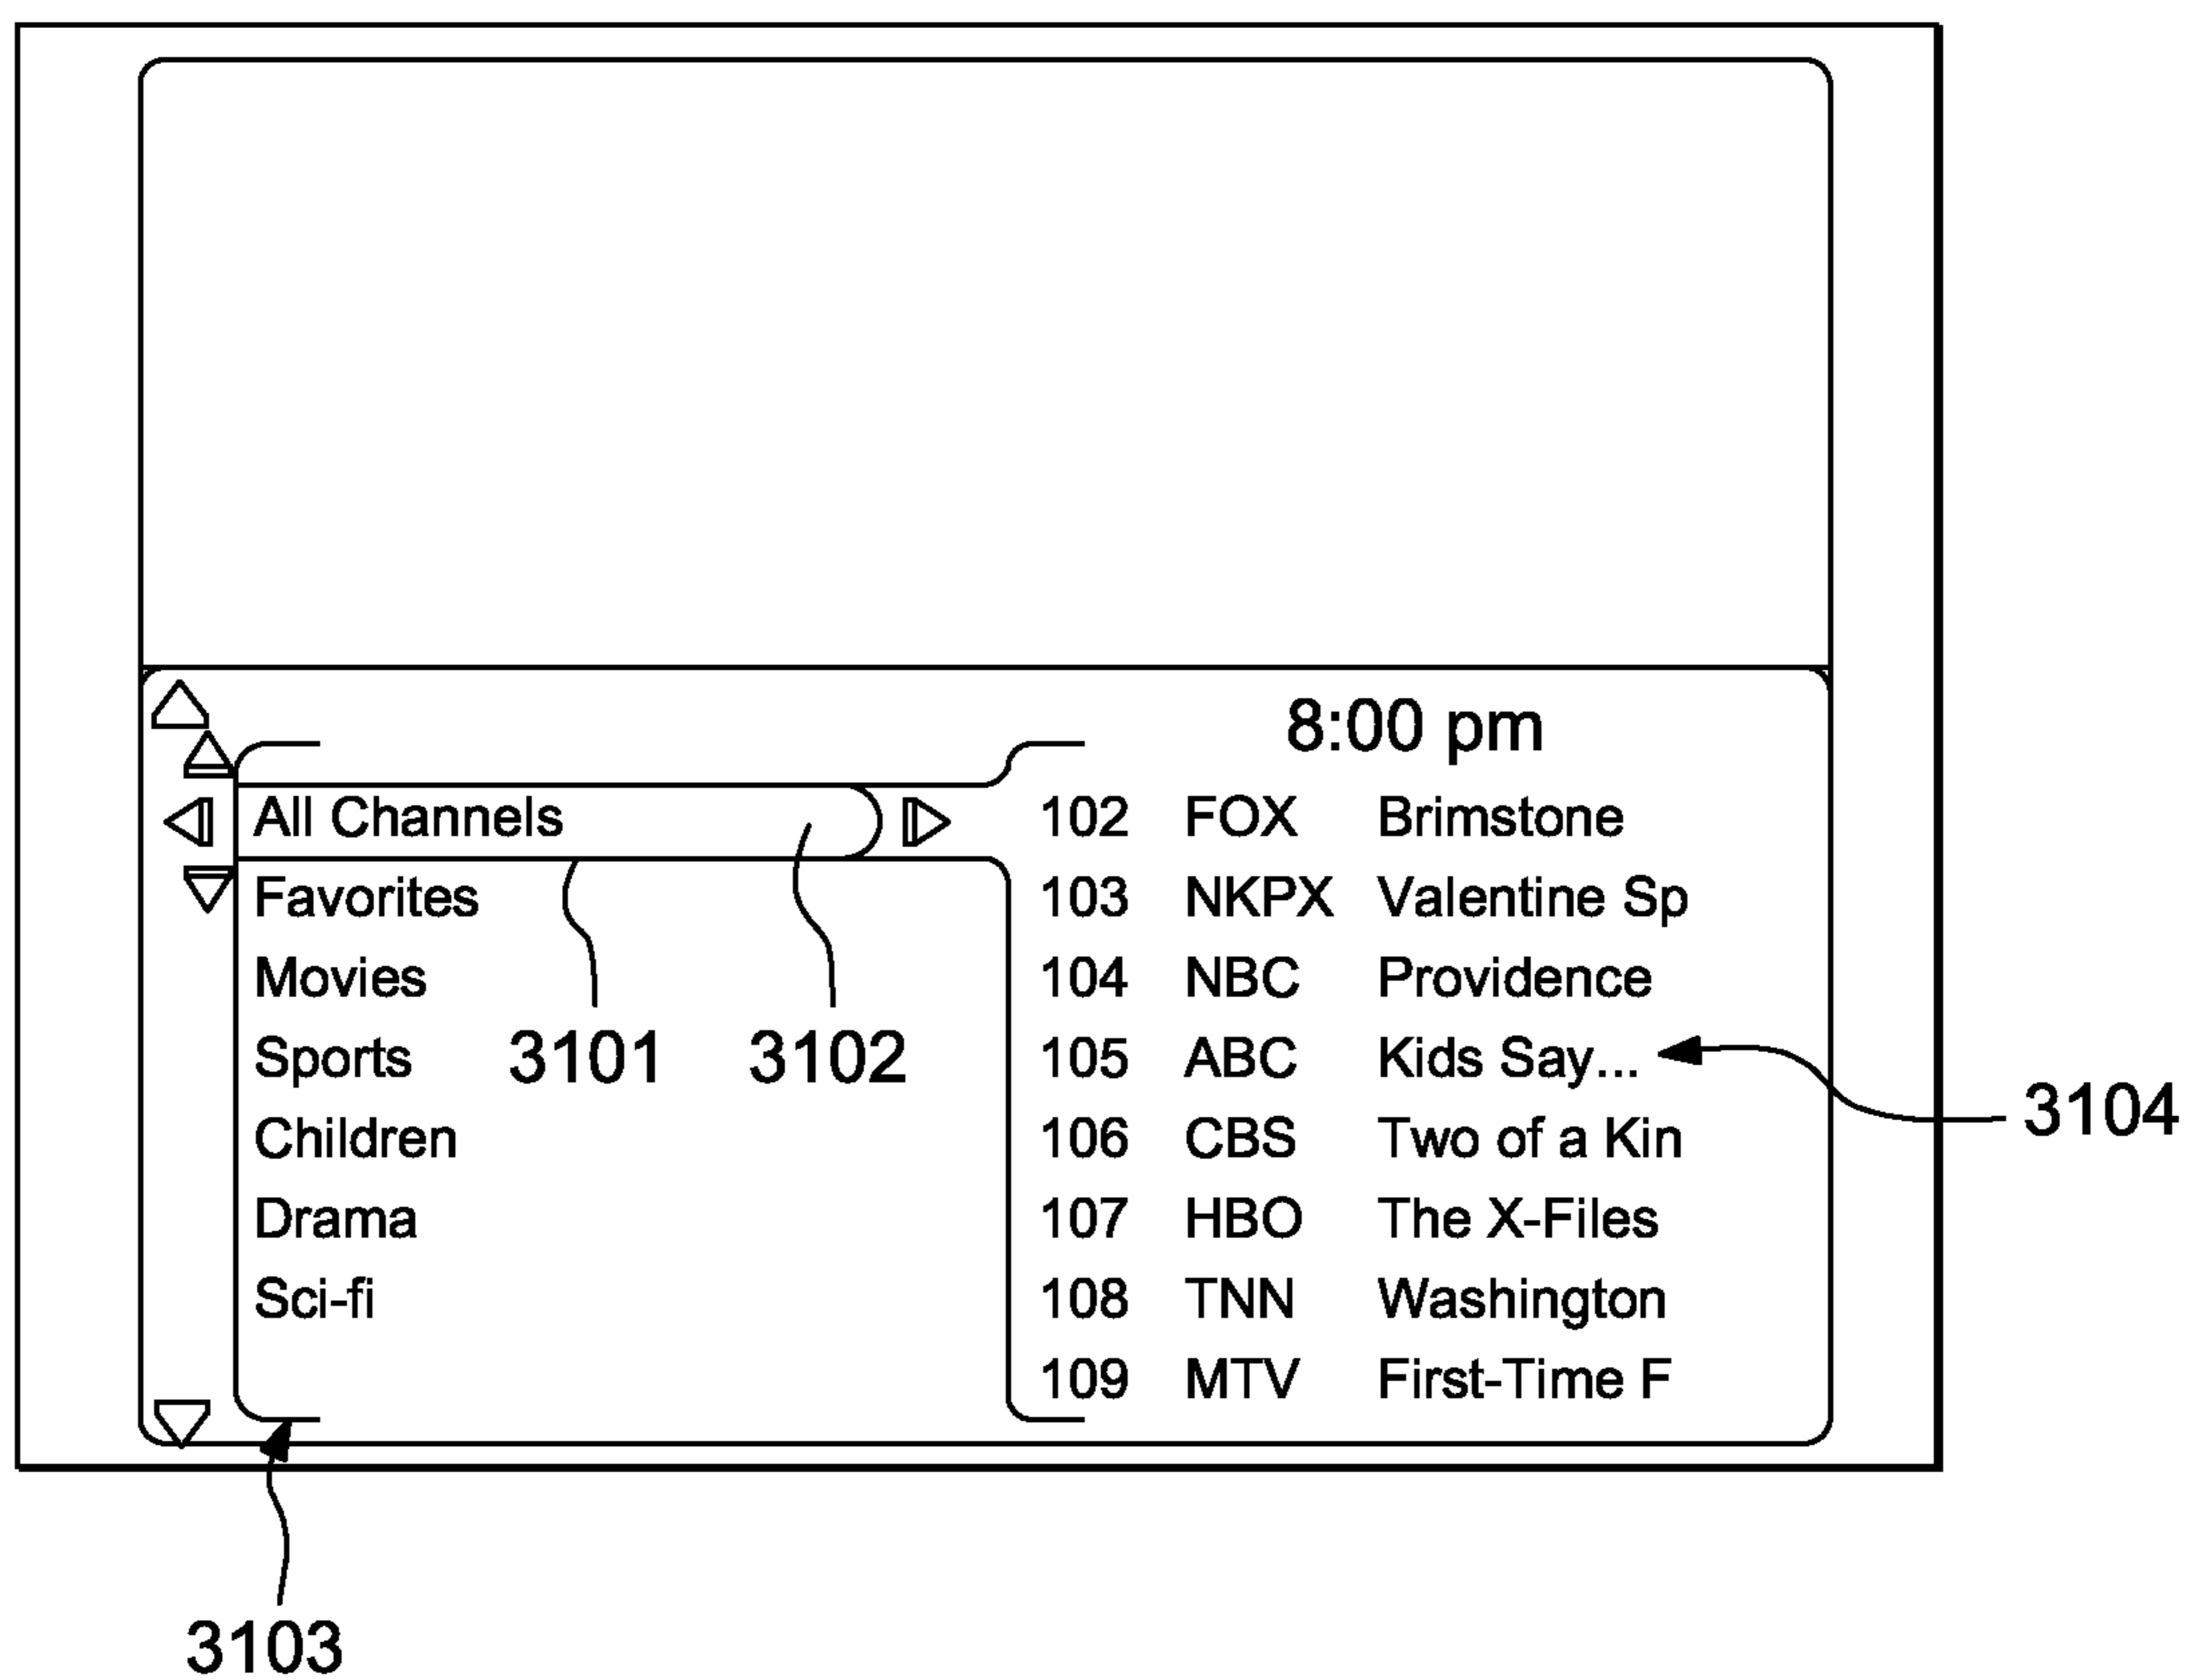 8:00 pm
All Channels 102 FOX Brimstone
Favorites 103 NKPX Valentine Sp
Movies 104 NBC Providence
Sports 3101 3102 105 ABC Kids Say...
3104
Children 106 CBS Two of a Kin
Drama 107 HBO The X-Files
Sci-fi 108 TNN Washington
109 MTV First-Time F
3103